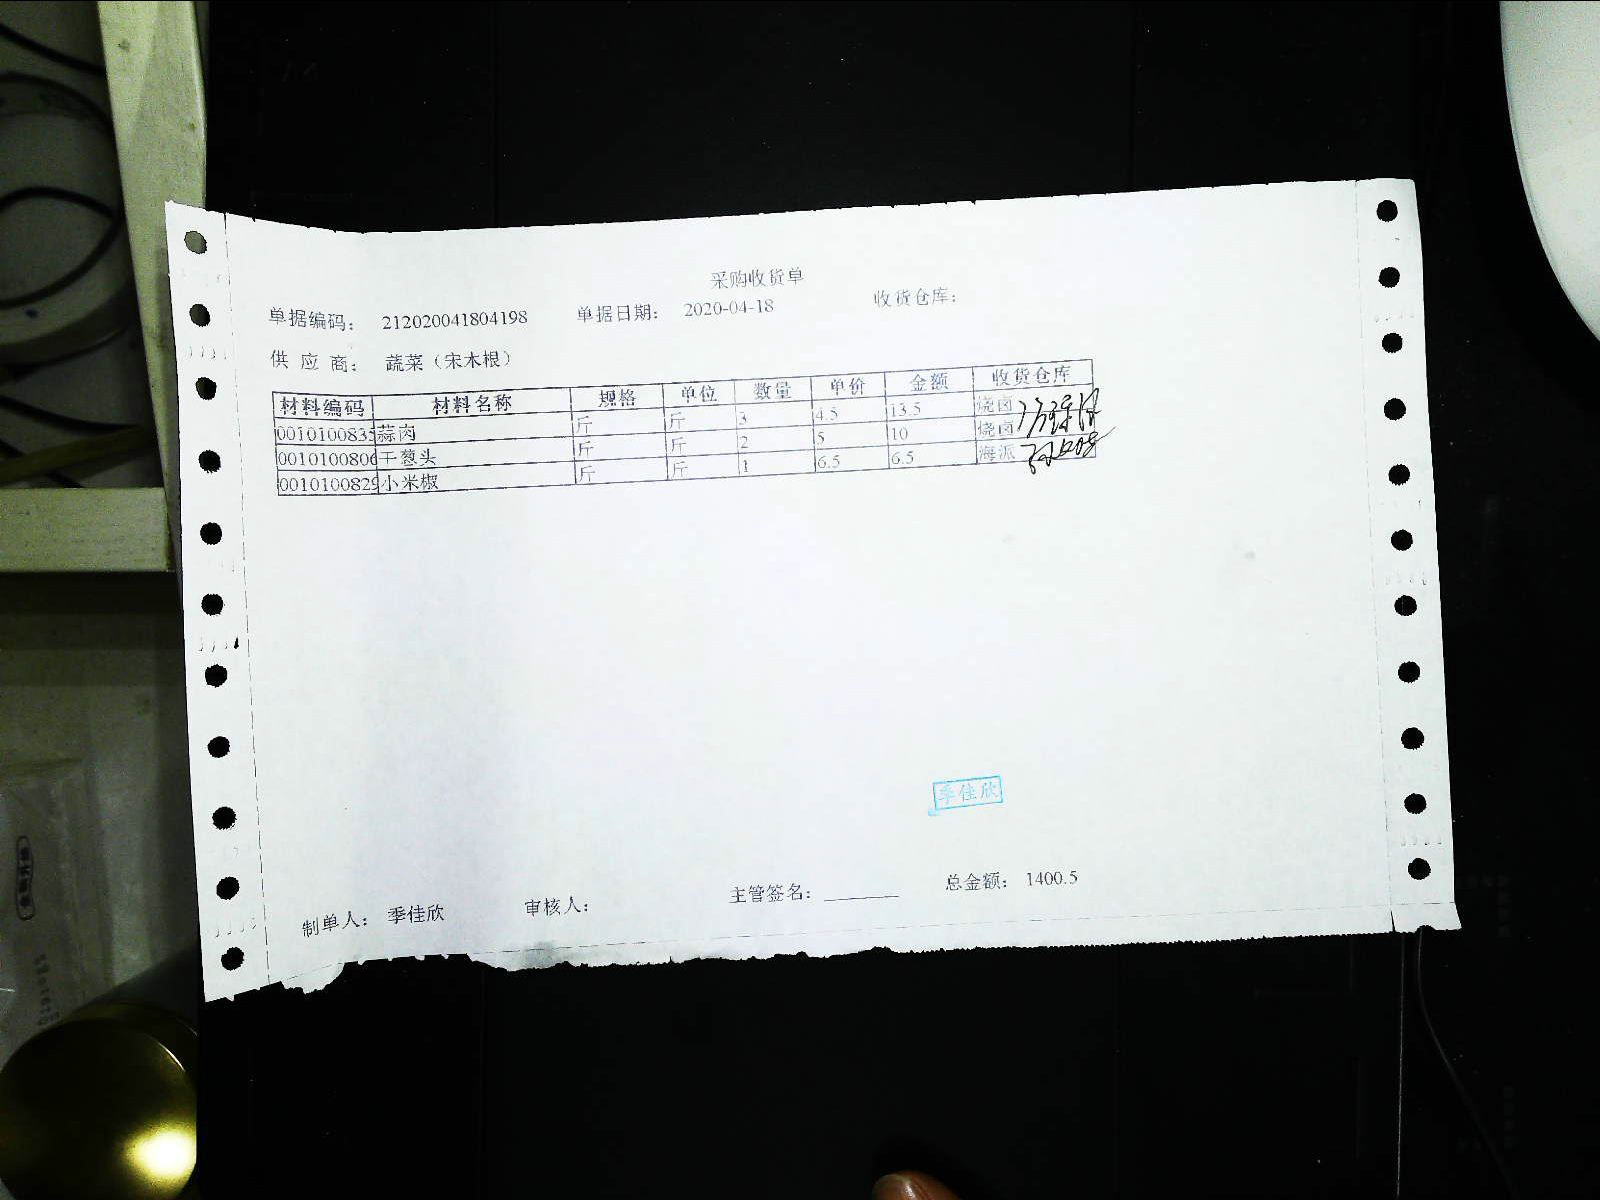 采购收货单
单据编码： 212020041804198 单据日期： 2020-04-18 收货仓库：
供 应 商： 蔬菜（宋木根）
材料编码 材料名称 规格 单位 数量 单价 金额 收货仓库
0010100835 蒜肉 斤 斤 3 4.5 13.5 烧卤
0010100806 干葱头 斤 斤 2 5 10 烧卤
0010100829 小米椒 斤 斤 1 6.5 6.5 海派
季佳欣
制单人： 季佳欣 审核人： 主管签名： 总金额： 1400.5